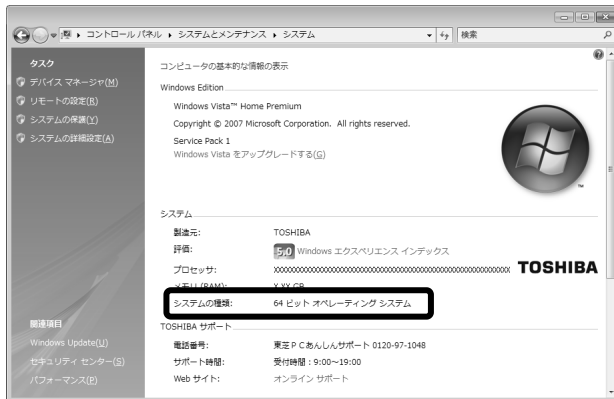 コントロール パネル ▸ システムとメンテナンス ▸ システム
検索
タスク
デバイス マネージャ(M)
リモートの設定(R)
システムの保護(Y)
システムの詳細設定(A)
関連項目
Windows Update(U)
セキュリティ センター(S)
パフォーマンス(P)
コンピュータの基本的な情報の表示
Windows Edition
Windows Vista™ Home Premium
Copyright © 2007 Microsoft Corporation. All rights reserved.
Service Pack 1
Windows Vista をアップグレードする(G)
TM
システム
製造元: TOSHIBA
評価: 5.0 Windows エクスペリエンス インデックス
プロセッサ:
メモリ (RAM): X.XX GB
TOSHIBA
システムの種類: 64 ビット オペレーティング システム
TOSHIBA サポート
電話番号: 東芝ＰＣあんしんサポート 0120-97-1048
サポート時間: 受付時間：9:00～19:00
Web サイト: オンライン サポート